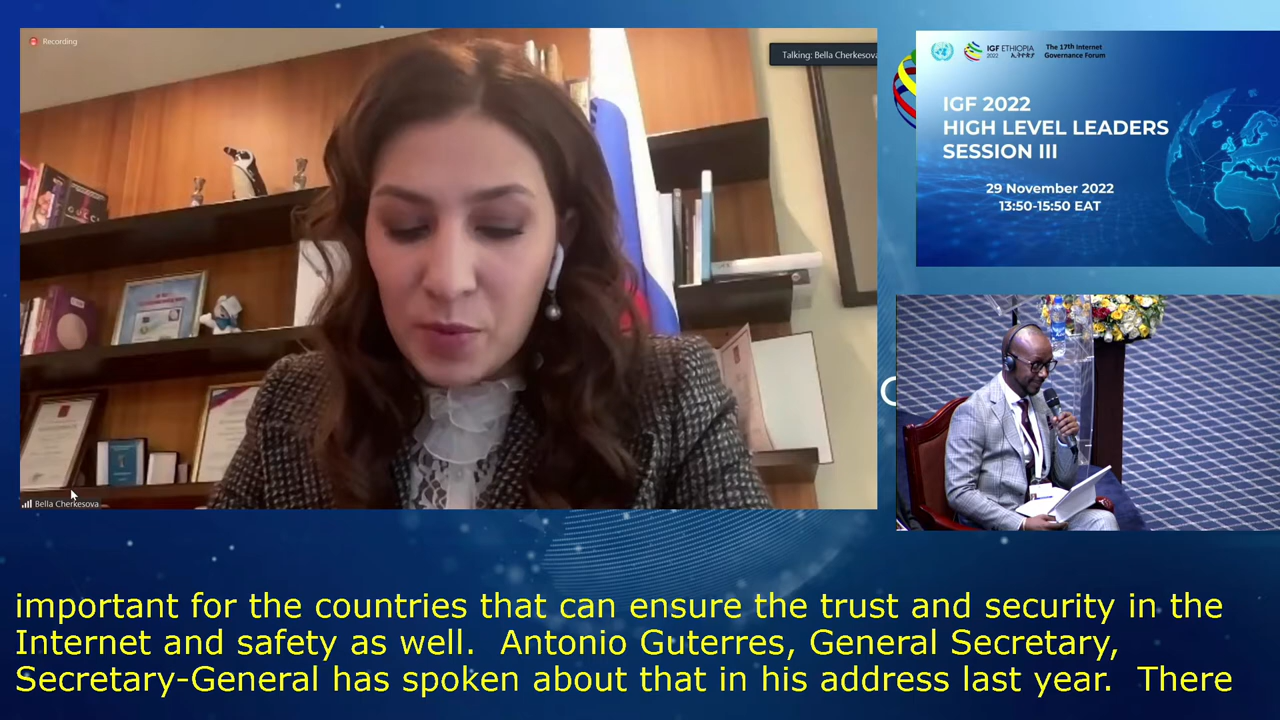 Recording
Talking: Bella Cherkesova
GUCCI
Bella Cherkesova
IGF ETHIOPIA
2022 ኢትዮጵያ
The 17th Internet
Governance Forum
IGF 2022
HIGH LEVEL LEADERS
SESSION III
29 November 2022
13:50-15:50 EAT
important for the countries that can ensure the trust and security in the
Internet and safety as well.  Antonio Guterres, General Secretary,
Secretary-General has spoken about that in his address last year.  There